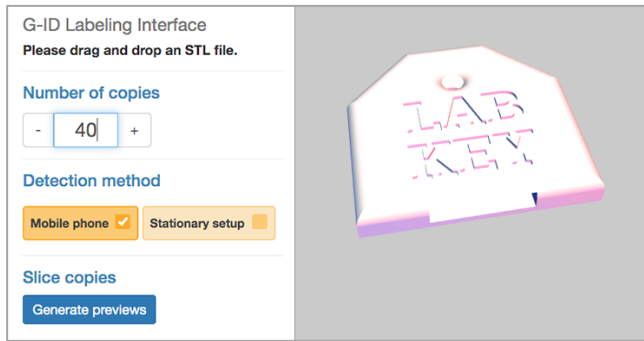 G-ID Labeling Interface
Please drag and drop an STL file.
Number of copies
- 40 +
Detection method
Mobile phone Stationary setup
Slice copies
Generate previews
LAB
KEY